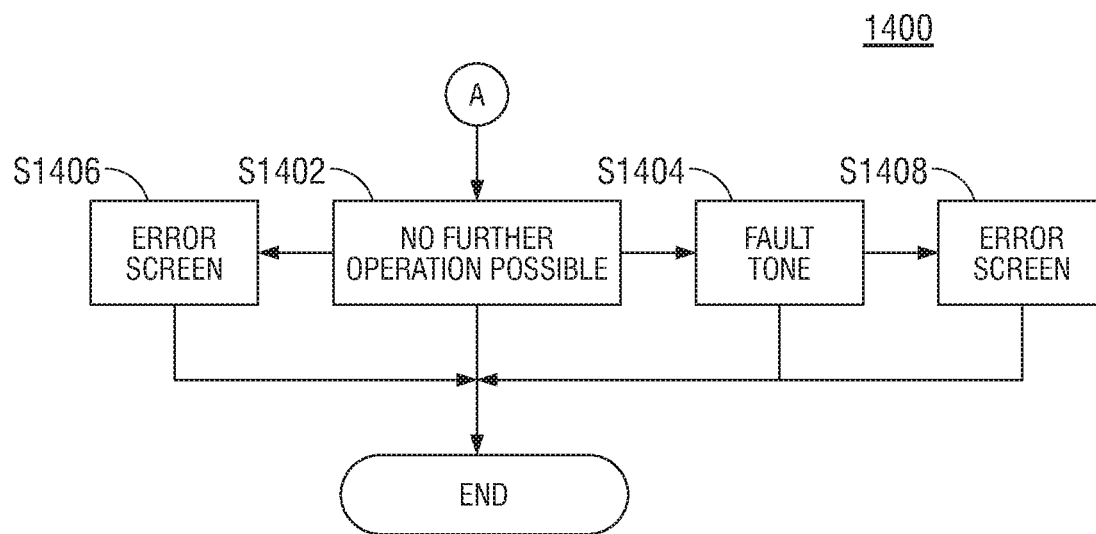 1400
A
S1406
S1402
S1404
S1408
ERROR
SCREEN
NO FURTHER
OPERATION POSSIBLE
FAULT
TONE
ERROR
SCREEN
END